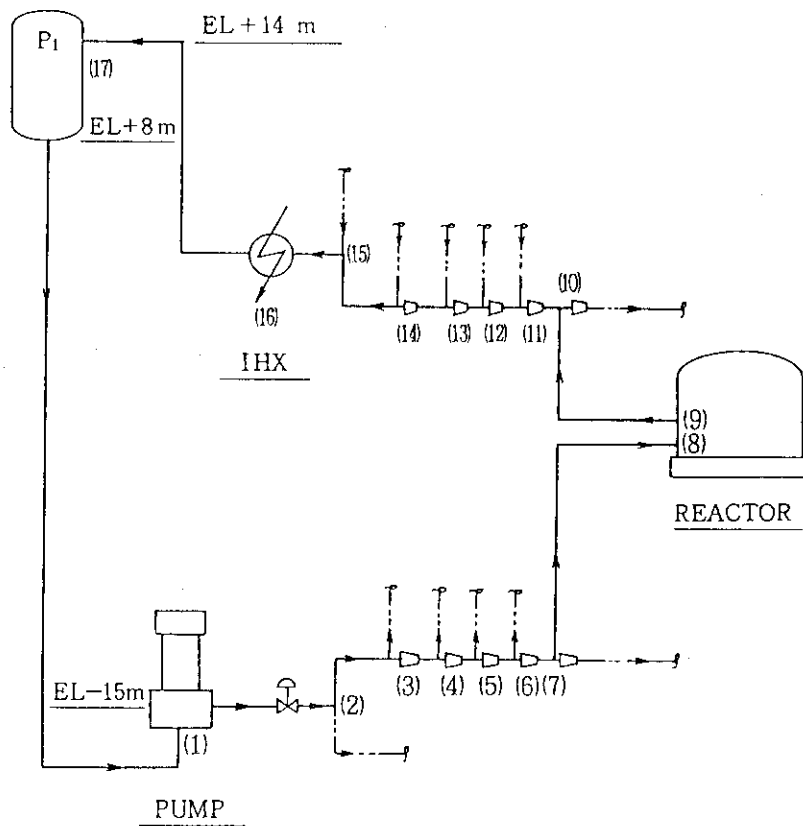 EL+14 m
P1
(17)
EL+8m
(15)
(10)
(16)
(14)
(13)
(12)
(11)
IHX
(9)
(8)
REACTOR
EL−15m
(1)
(2)
(3)
(4)
(5)
(6)
(7)
PUMP